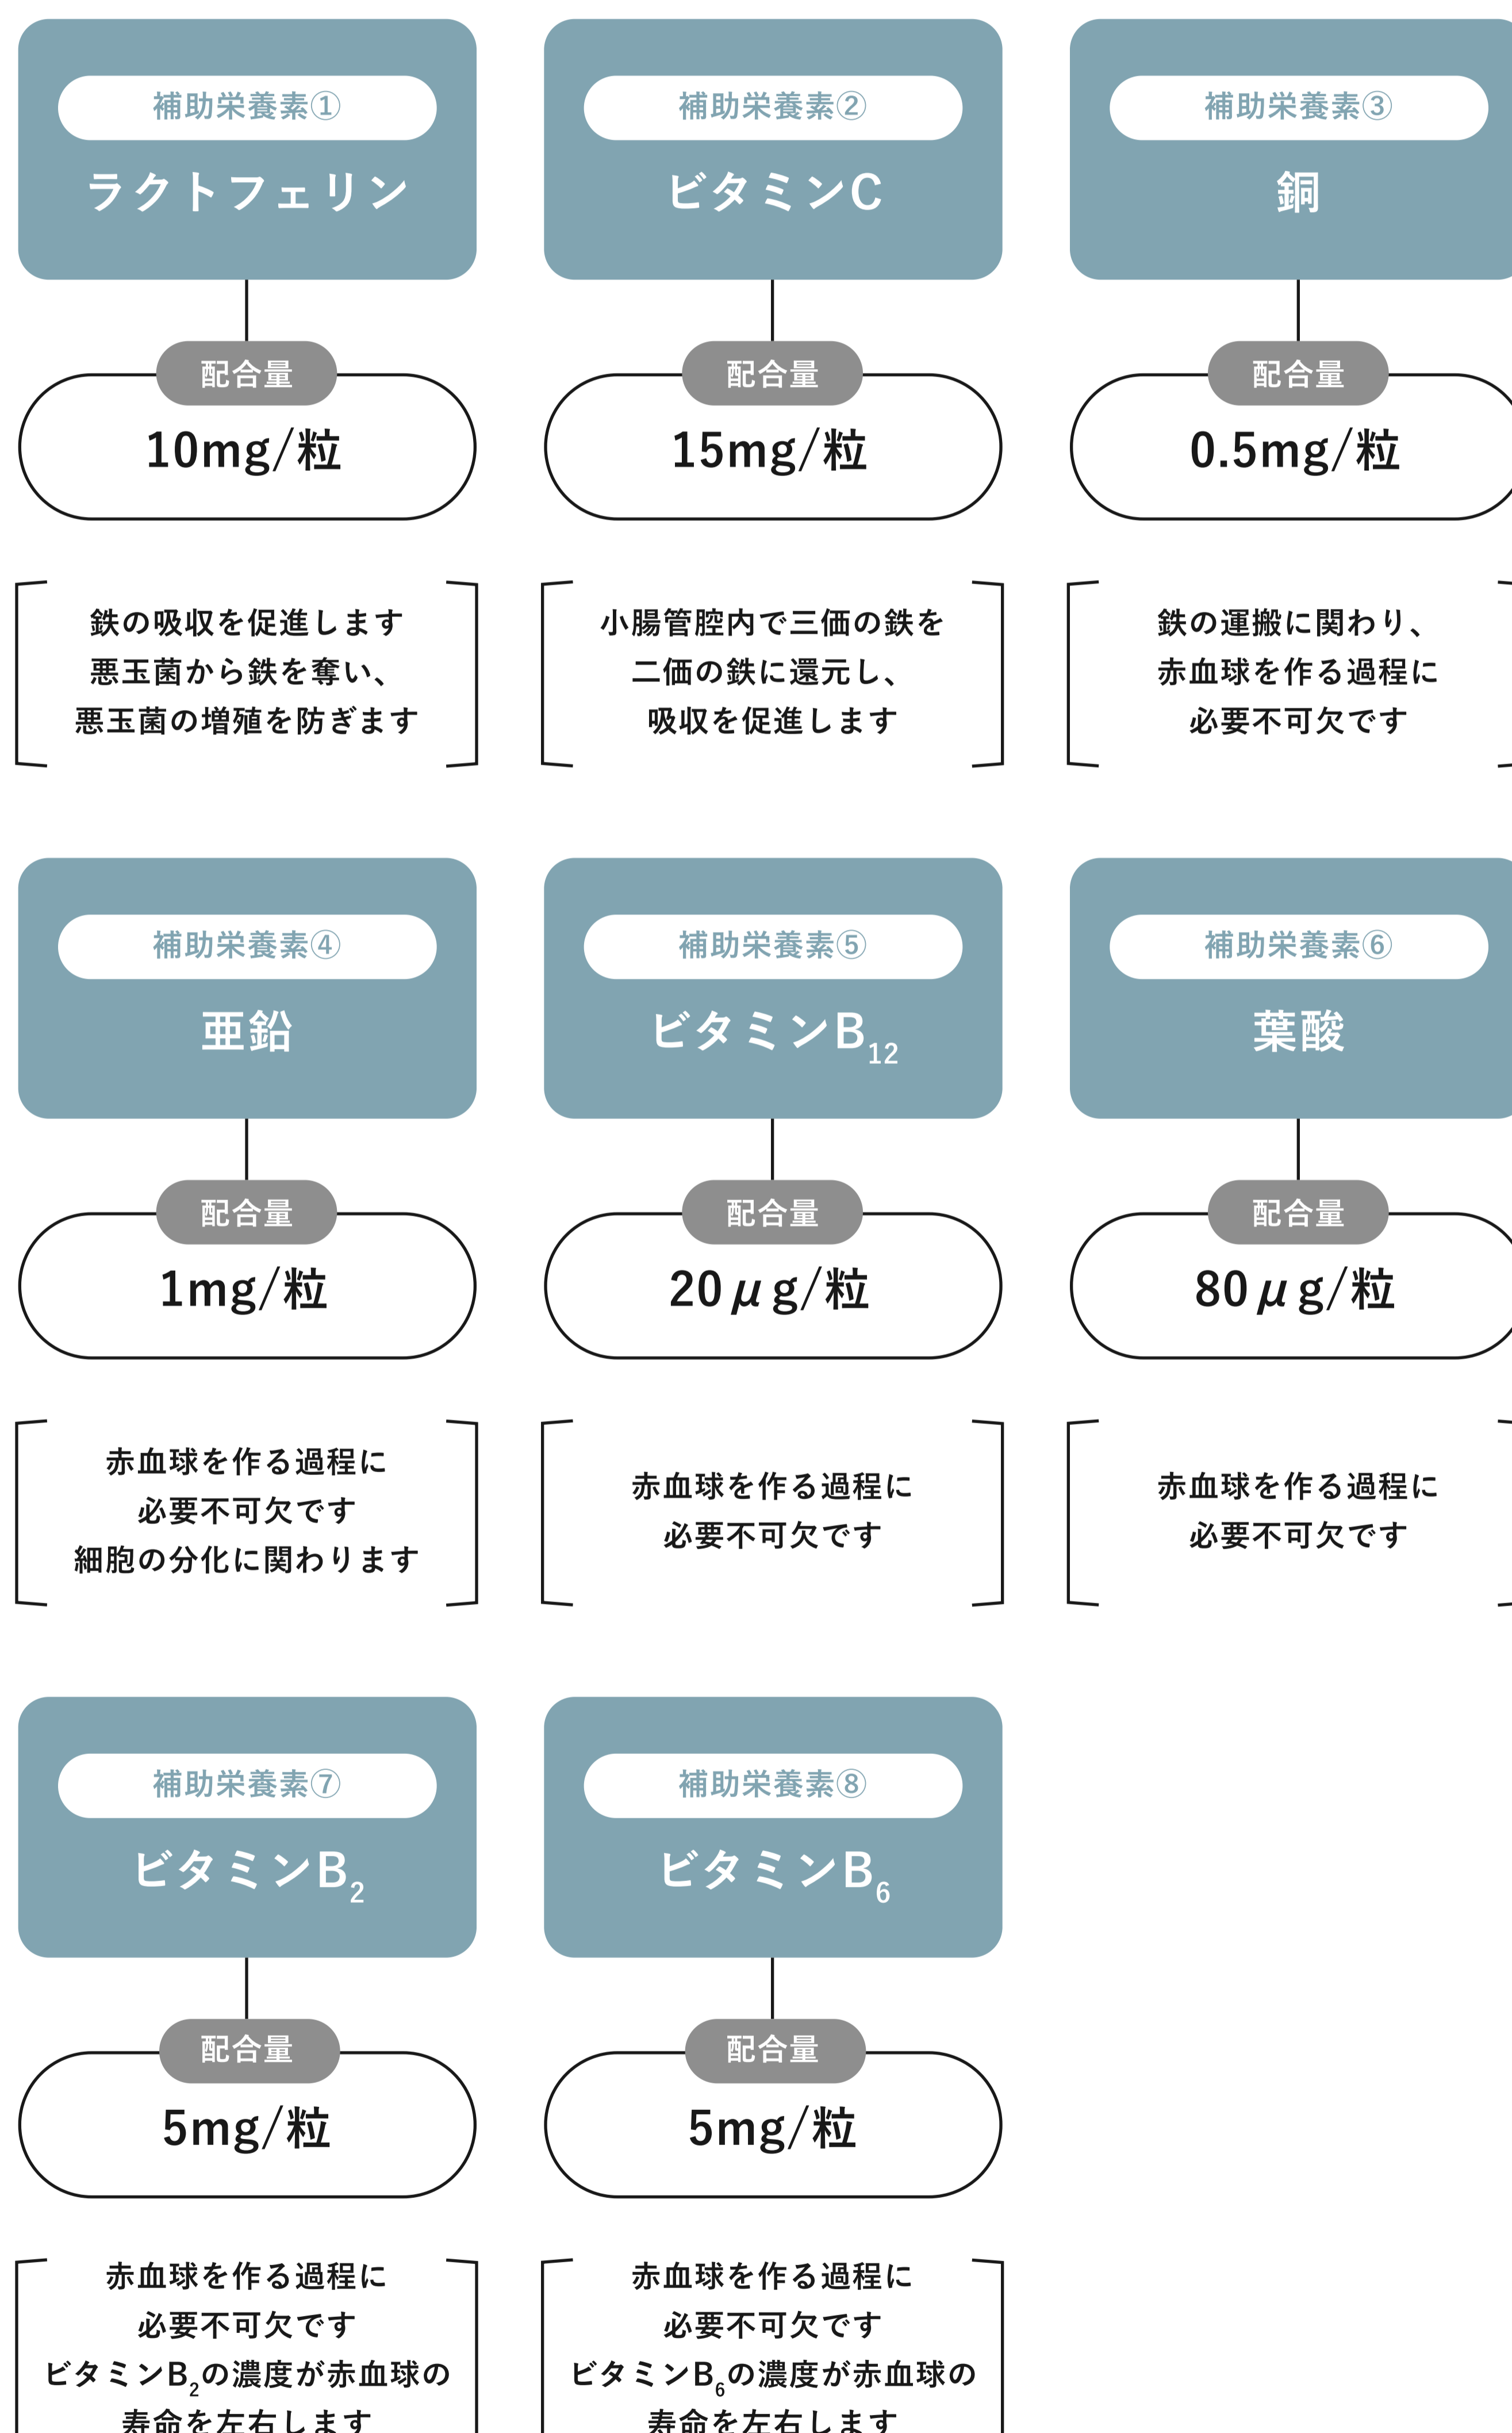 補助栄養素①
ラクトフェリン
配合量
10mg/粒
鉄の吸収を促進します
悪玉菌から鉄を奪い、
悪玉菌の増殖を防ぎます
補助栄養素②
ビタミンC
配合量
15mg/粒
小腸管腔内で三価の鉄を
二価の鉄に還元し、
吸収を促進します
補助栄養素③
銅
配合量
0.5mg/粒
鉄の運搬に関わり、
赤血球を作る過程に
必要不可欠です
補助栄養素④
亜鉛
配合量
1mg/粒
赤血球を作る過程に
必要不可欠です
細胞の分化に関わります
補助栄養素⑤
ビタミンB12
配合量
20μg/粒
赤血球を作る過程に
必要不可欠です
補助栄養素⑥
葉酸
配合量
80μg/粒
赤血球を作る過程に
必要不可欠です
補助栄養素⑦
ビタミンB2
配合量
5mg/粒
赤血球を作る過程に
必要不可欠です
ビタミンB2の濃度が赤血球の
寿命を左右します
補助栄養素⑧
ビタミンB6
配合量
5mg/粒
赤血球を作る過程に
必要不可欠です
ビタミンB6の濃度が赤血球の
寿命を左右します